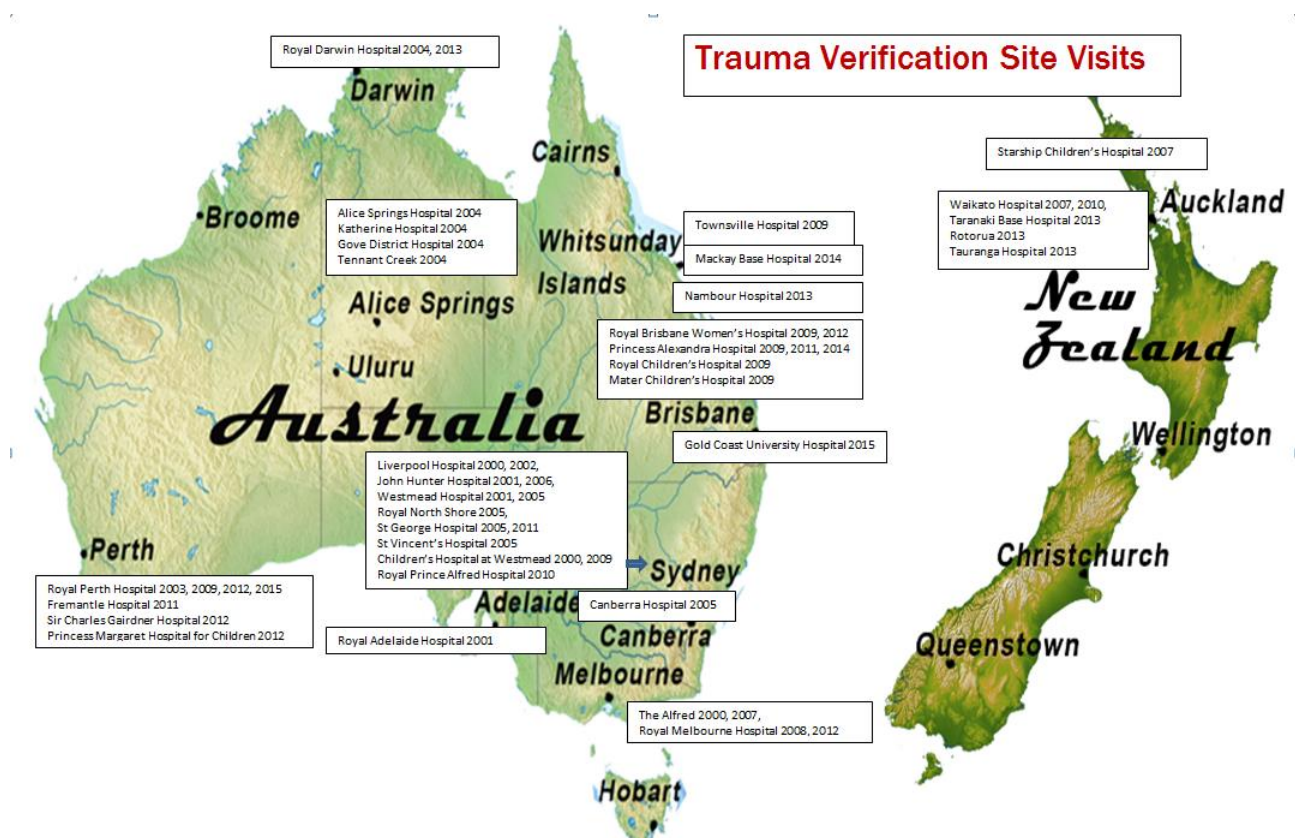 Trauma Verification Site Visits
Royal Darwin Hospital 2004, 2013
Darwin
Cairns
Broome
Alice Springs Hospital 2004
Katherine Hospital 2004
Gove District Hospital 2004
Tennant Creek 2004
Whitsunday
Islands
Townsville Hospital 2009
Mackay Base Hospital 2014
Nambour Hospital 2013
Alice Springs
Uluru
Australia
Royal Brisbane Women's Hospital 2009, 2012
Princess Alexandra Hospital 2009, 2011, 2014
Royal Children's Hospital 2009
Mater Children's Hospital 2009
Brisbane
Gold Coast University Hospital 2015
Liverpool Hospital 2000, 2002,
John Hunter Hospital 2001, 2006,
Westmead Hospital 2001, 2005
Royal North Shore 2005,
St George Hospital 2005, 2011
St Vincent's Hospital 2005
Children's Hospital at Westmead 2000, 2009
Royal Prince Alfred Hospital 2010
Sydney
Perth
Royal Perth Hospital 2003, 2009, 2012, 2015
Fremantle Hospital 2011
Sir Charles Gairdner Hospital 2012
Princess Margaret Hospital for Children 2012
Adelaide
Royal Adelaide Hospital 2001
Canberra Hospital 2005
Canberra
Melbourne
The Alfred 2000, 2007,
Royal Melbourne Hospital 2008, 2012
Hobart
Starship Children's Hospital 2007
Auckland
Waikato Hospital 2007, 2010,
Taranaki Base Hospital 2013
Rotorua 2013
Tauranga Hospital 2013
New
Zealand
Wellington
Christchurch
Queenstown